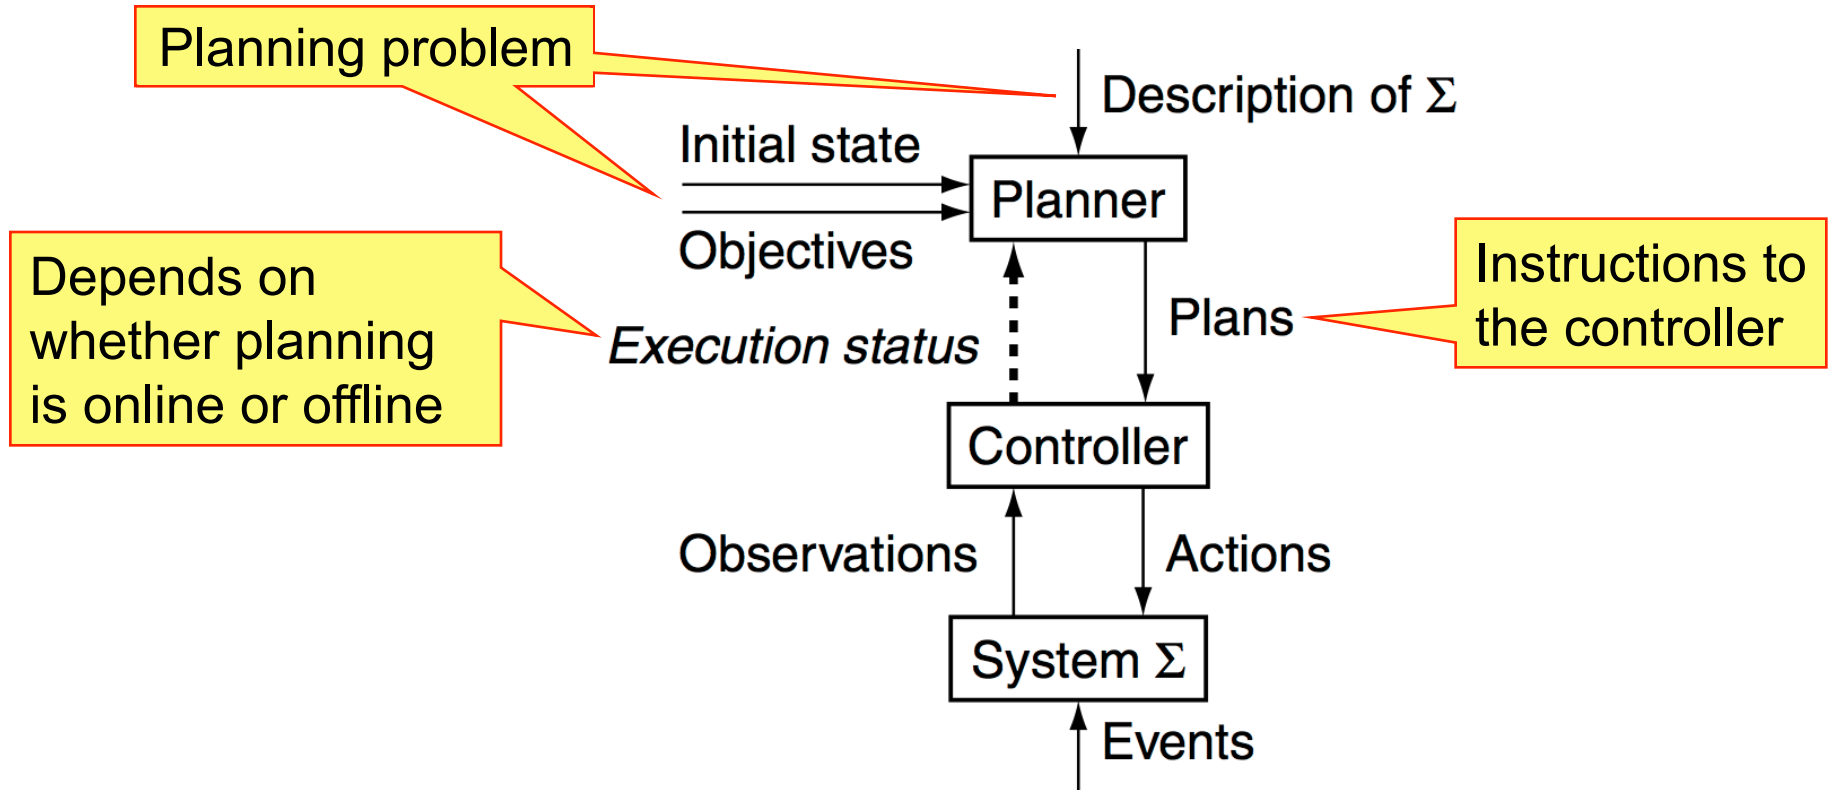 Planning problem
Description of Σ
Initial state
Planner
Objectives
Depends on
whether planning
is online or offline
Execution status
Plans
Instructions to
the controller
Controller
Observations
Actions
System Σ
Events